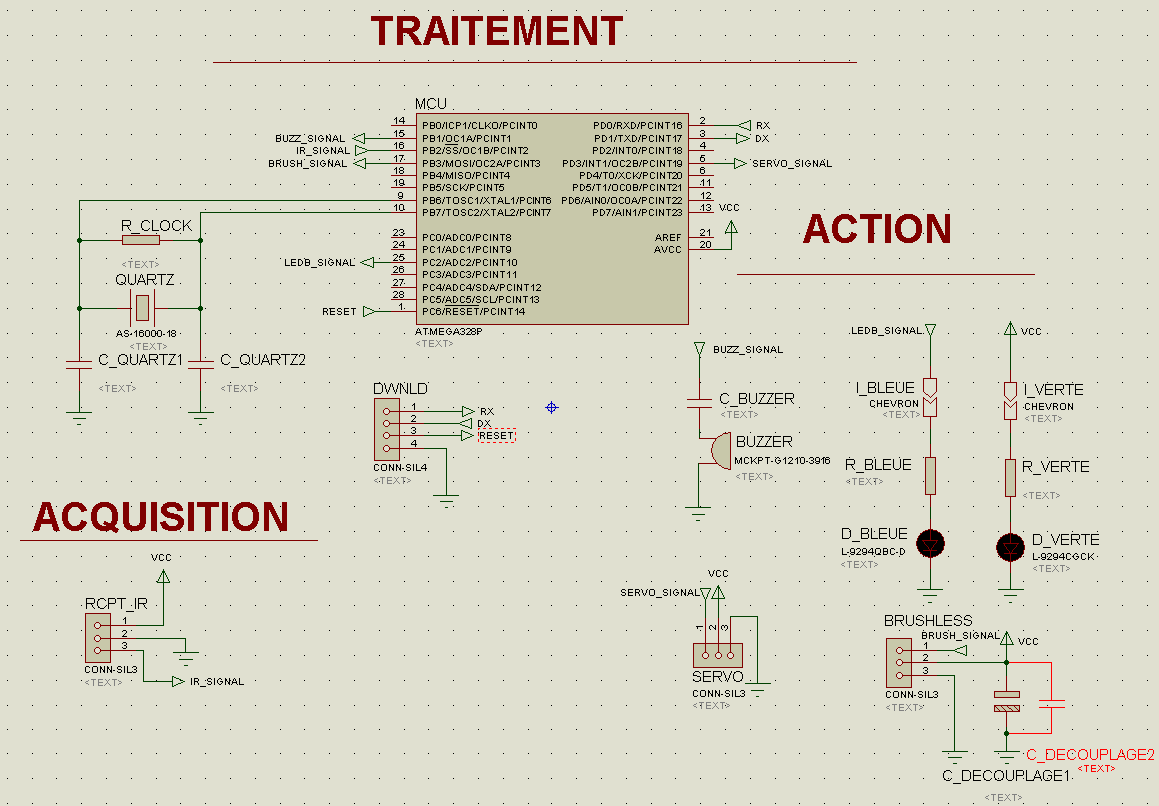 TRAITEMENT
MCU
14 PB0/ICP1/CLKO/PCINT0 PD0/RXD/PCINT16 2 RX
BUZZ_SIGNAL 15 PB1/OC1A/PCINT1 PD1/TXD/PCINT17 3 DX
IR_SIGNAL 16 PB2/SS/OC1B/PCINT2 PD2/INT0/PCINT18 4
BRUSH_SIGNAL 17 PB3/MOSI/OC2A/PCINT3 PD3/INT1/OC2B/PCINT19 5 SERVO_SIGNAL
18 PB4/MISO/PCINT4 PD4/T0/XCK/PCINT20 6
19 PB5/SCK/PCINT5 PD5/T1/OC0B/PCINT21 11
9 PB6/TOSC1/XTAL1/PCINT6 PD6/AIN0/OC0A/PCINT22 12
10 PB7/TOSC2/XTAL2/PCINT7 PD7/AIN1/PCINT23 13
VCC
23 PC0/ADC0/PCINT8 AREF 21
24 PC1/ADC1/PCINT9 AVCC 20
LEDB_SIGNAL 25 PC2/ADC2/PCINT10
26 PC3/ADC3/PCINT11
27 PC4/ADC4/SDA/PCINT12
28 PC5/ADC5/SCL/PCINT13
RESET 1 PC6/RESET/PCINT14
ATMEGA328P
<TEXT>
R_CLOCK
<TEXT>
QUARTZ
AS-16000-18
<TEXT>
C_QUARTZ1
<TEXT>
C_QUARTZ2
<TEXT>
DWNLD
1 RX
2 DX
3 RESET
4
CONN-SIL4
<TEXT>
ACTION
BUZZ_SIGNAL
C_BUZZER
<TEXT>
BUZZER
MCKPT-G1210-3916
<TEXT>
LEDB_SIGNAL
I_BLEUE
CHEVRON
<TEXT>
R_BLEUE
<TEXT>
D_BLEUE
L-9294QBC-D
<TEXT>
VCC
I_VERTE
CHEVRON
<TEXT>
R_VERTE
<TEXT>
D_VERTE
L-9294CGCK
<TEXT>
ACQUISITION
VCC
RCPT_IR
1
2
3
CONN-SIL3
<TEXT>
IR_SIGNAL
VCC
SERVO_SIGNAL
1 2 3
SERVO
CONN-SIL3
<TEXT>
BRUSHLESS
BRUSH_SIGNAL
VCC
1
2
3
CONN-SIL3
<TEXT>
C_DECOUPLAGE2
<TEXT>
C_DECOUPLAGE1
<TEXT>